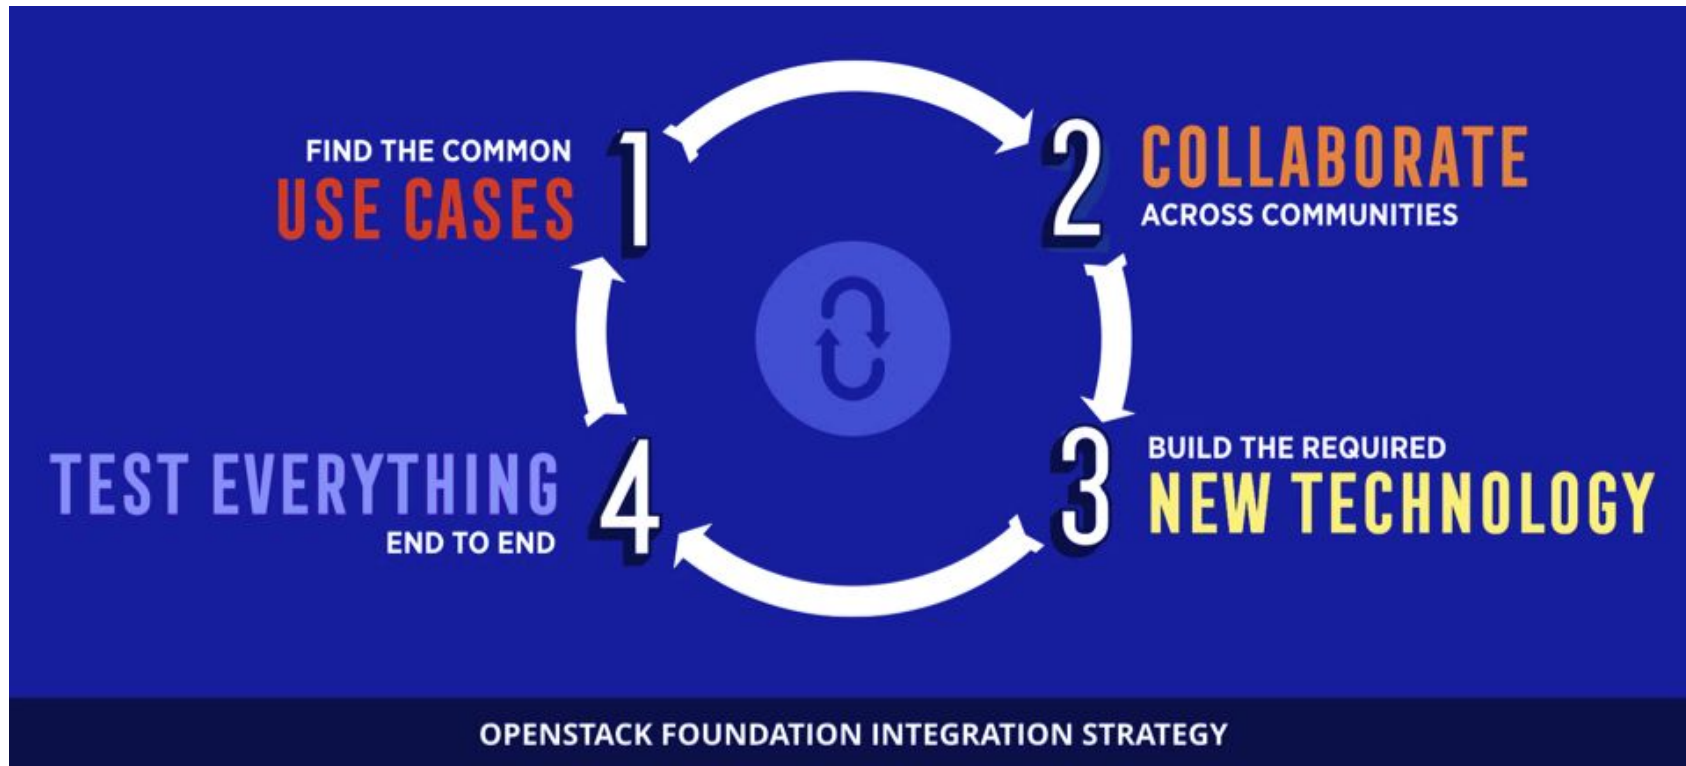 1
FIND THE COMMON
USE CASES
2
COLLABORATE
ACROSS COMMUNITIES
3
BUILD THE REQUIRED
NEW TECHNOLOGY
4
TEST EVERYTHING
END TO END
OPENSTACK FOUNDATION INTEGRATION STRATEGY